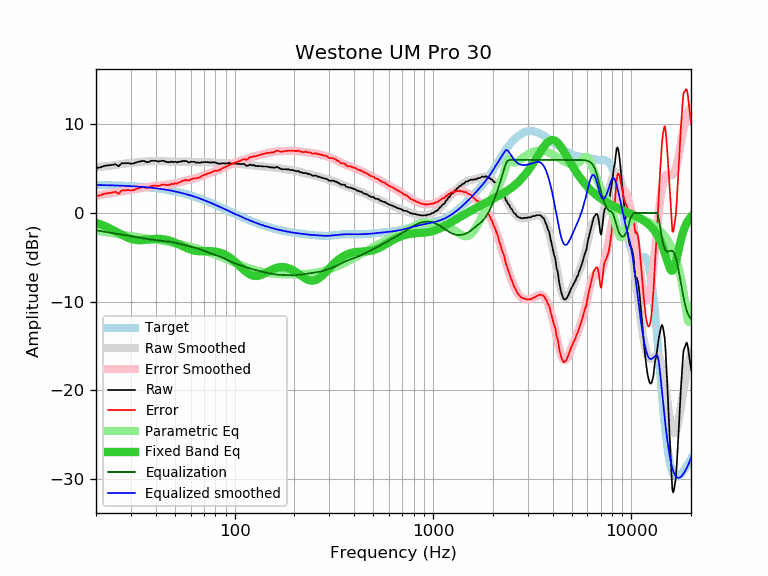 Westone UM Pro 30
10
0
−10
−20
−30
Amplitude (dBr)
Target
Raw Smoothed
Error Smoothed
Raw
Error
Parametric Eq
Fixed Band Eq
Equalization
Equalized smoothed
100
1000
10000
Frequency (Hz)